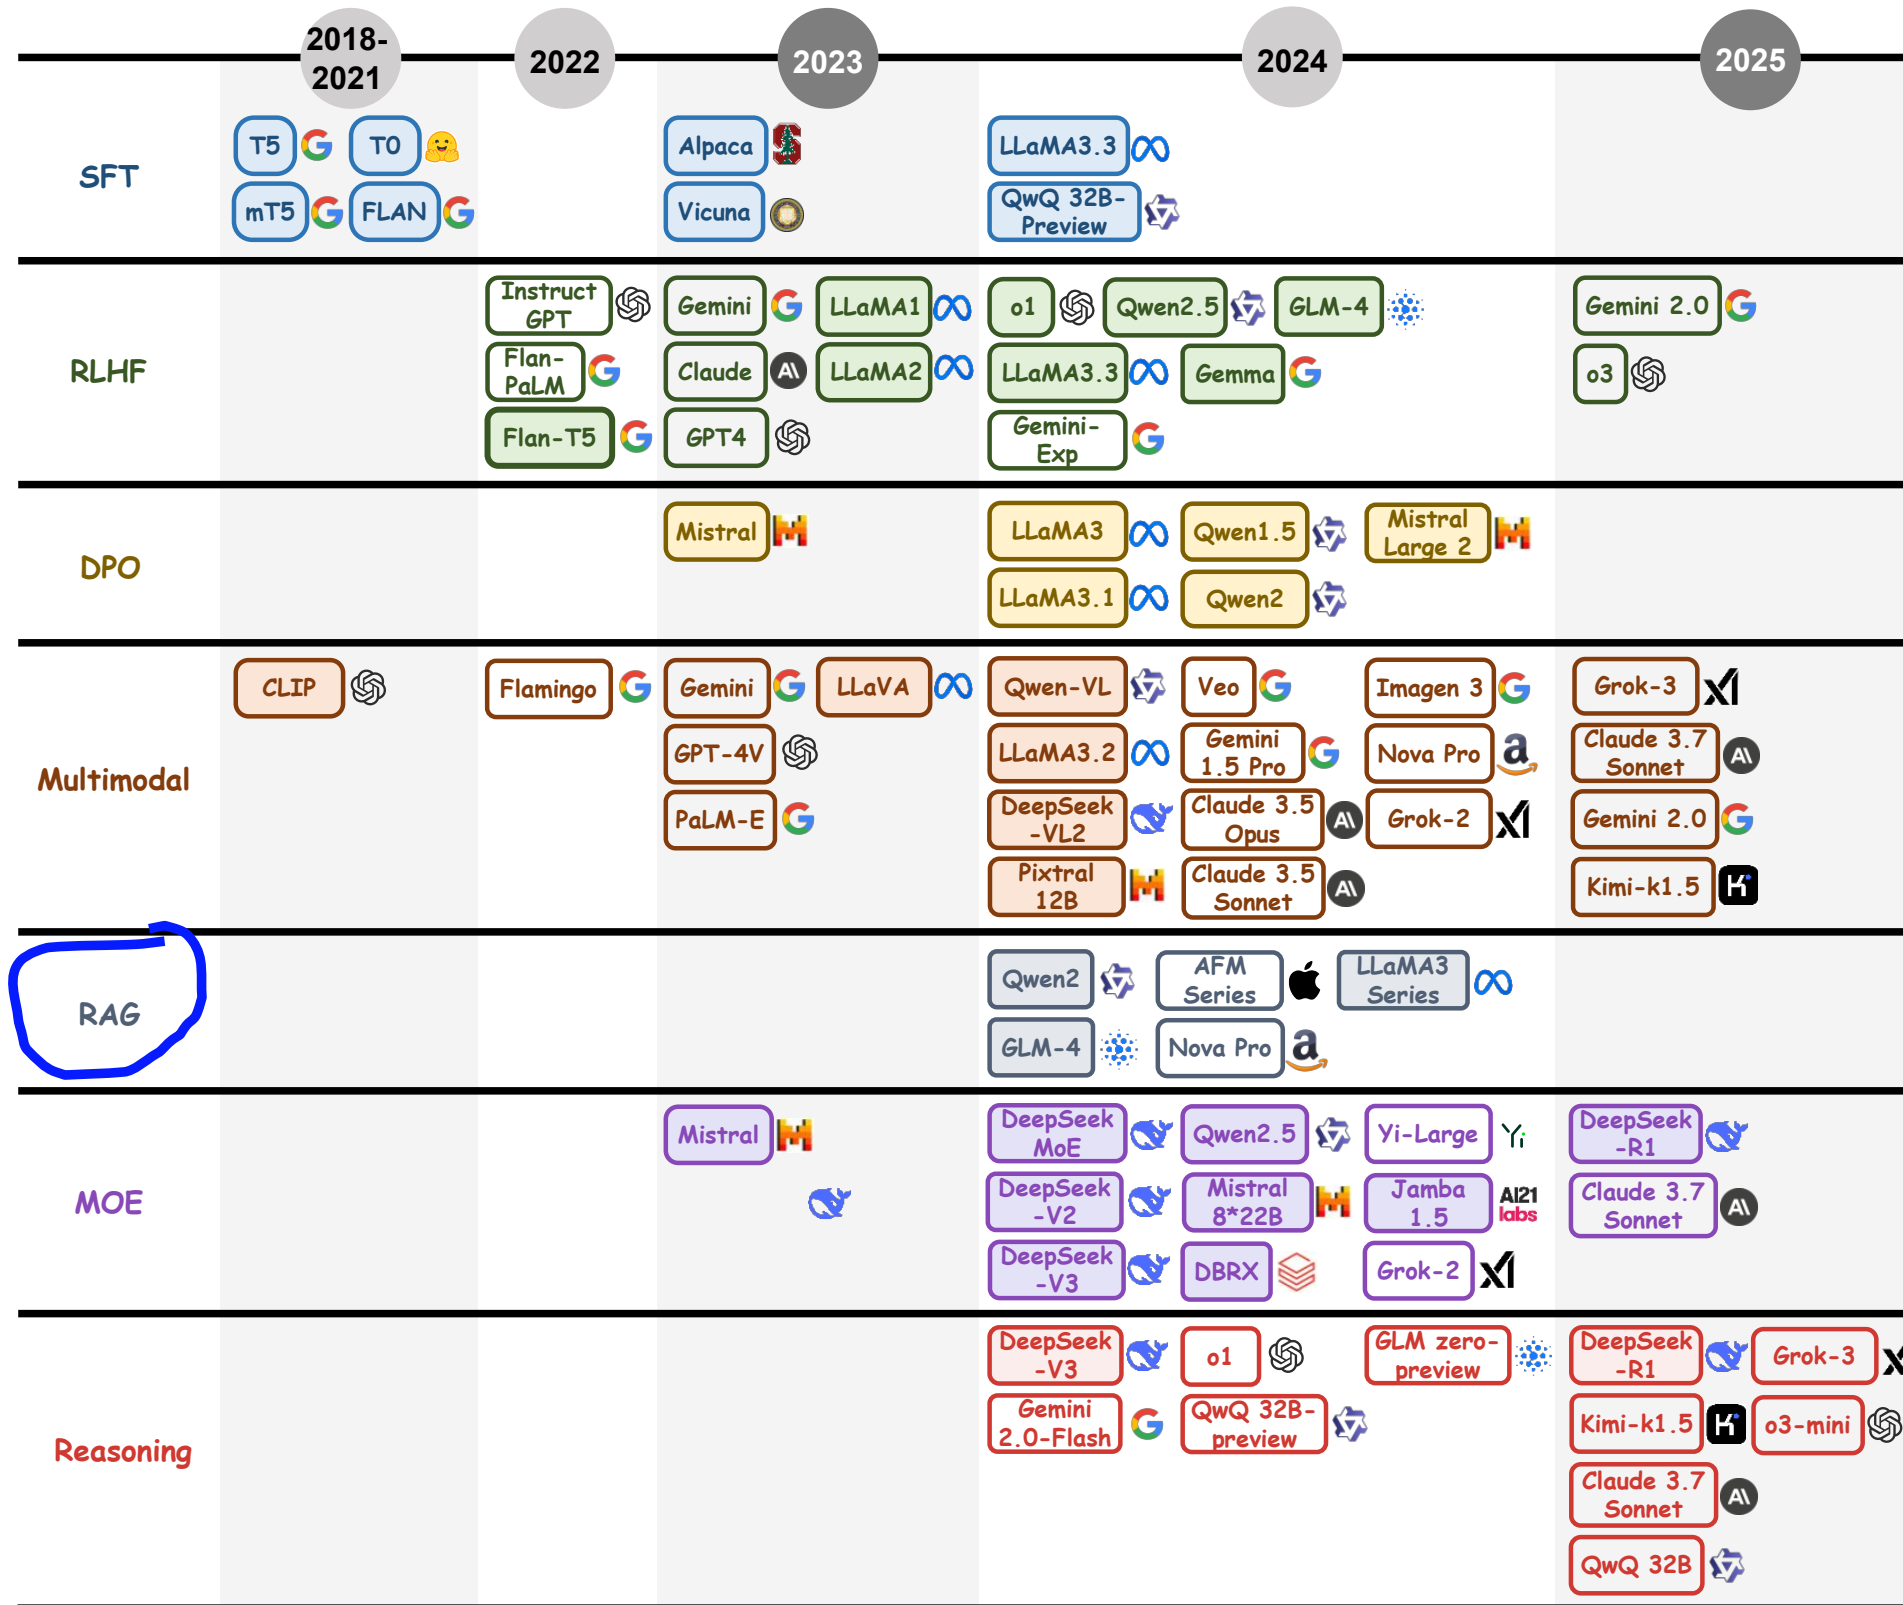 2018-
2021
2022
2023
2024
2025
SFT
T5
T0
mT5
FLAN
Alpaca
Vicuna
LLaMA3.3
QwQ 32B-
Preview
RLHF
Instruct
GPT
Flan-
PaLM
Flan-T5
Gemini
LLaMA1
Claude
LLaMA2
GPT4
o1
Qwen2.5
GLM-4
LLaMA3.3
Gemma
Gemini-
Exp
Gemini 2.0
o3
DPO
Mistral
LLaMA3
Qwen1.5
Mistral
Large 2
LLaMA3.1
Qwen2
Multimodal
CLIP
Flamingo
Gemini
LLaVA
GPT-4V
PaLM-E
Qwen-VL
Veo
Imagen 3
LLaMA3.2
Gemini
1.5 Pro
Nova Pro
DeepSeek
-VL2
Claude 3.5
Opus
Grok-2
Pixtral
12B
Claude 3.5
Sonnet
Grok-3
Claude 3.7
Sonnet
Gemini 2.0
Kimi-k1.5
RAG
Qwen2
AFM
Series
LLaMA3
Series
GLM-4
Nova Pro
MOE
Mistral
DeepSeek
MoE
Qwen2.5
Yi-Large
Yi
DeepSeek
-V2
Mistral
8*22B
Jamba
1.5
AI21
labs
DeepSeek
-V3
DBRX
Grok-2
DeepSeek
-R1
Claude 3.7
Sonnet
Reasoning
DeepSeek
-V3
o1
GLM zero-
preview
Gemini
2.0-Flash
QwQ 32B-
preview
DeepSeek
-R1
Grok-3
Kimi-k1.5
o3-mini
Claude 3.7
Sonnet
QwQ 32B